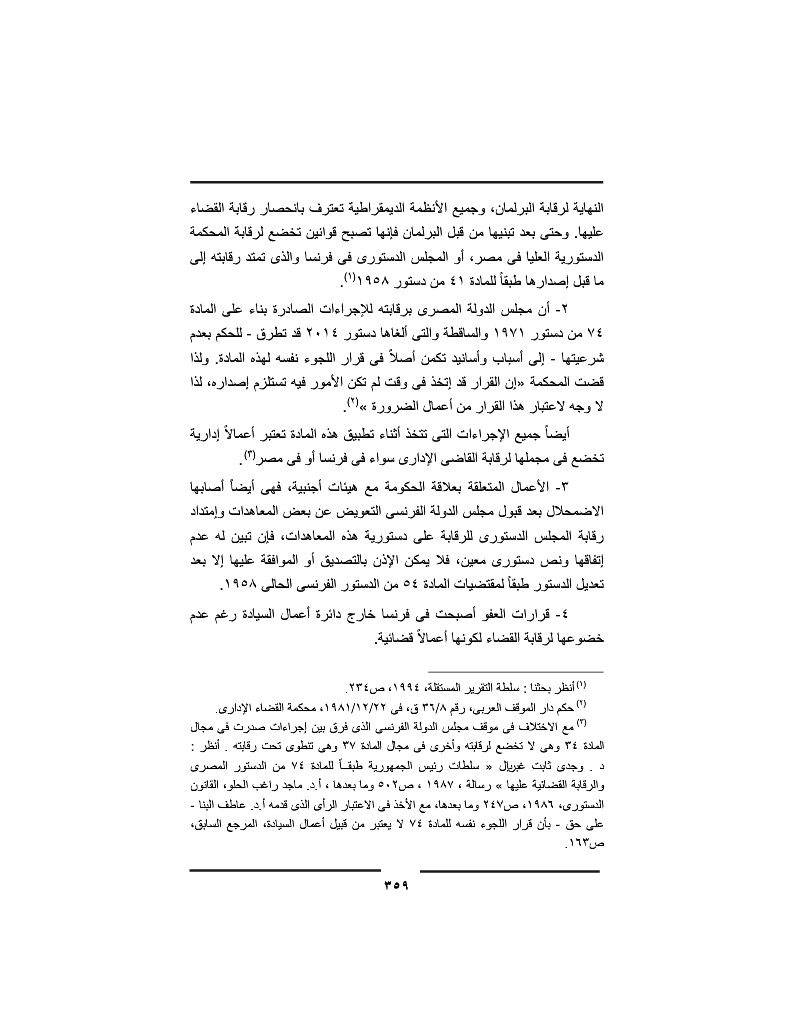 النهاية لرقابة البرلمان، وجميع الأنظمة الديمقراطية تعترف بانحصار رقابة القضاء
عليها. وحتى بعد تبنيها من قبل البرلمان فإنها تصبح قوانين تخضع لرقابة المحكمة
الدستورية العليا فى مصر، أو المجلس الدستورى فى فرنسا والذى تمتد رقابته إلى
ما قبل إصدارها طبقاً للمادة ٤١ من دستور ١٩٥٨(١).
٢- أن مجلس الدولة المصرى برقابته للإجراءات الصادرة بناء على المادة
٧٤ من دستور ١٩٧١ والساقطة والتى ألغاها دستور ٢٠١٤ قد تطرق - للحكم بعدم
شرعيتها - إلى أسباب وأسانيد تكمن أصلاً فى قرار اللجوء نفسه لهذه المادة. ولذا
قضت المحكمة «إن القرار قد إتخذ فى وقت لم تكن الأمور فيه تستلزم إصداره، لذا
لا وجه لاعتبار هذا القرار من أعمال الضرورة »(٢).
أيضاً جميع الإجراءات التى تتخذ أثناء تطبيق هذه المادة تعتبر أعمالاً إدارية
تخضع فى مجملها لرقابة القاضى الإدارى سواء فى فرنسا أو فى مصر(٣).
٣- الأعمال المتعلقة بعلاقة الحكومة مع هيئات أجنبية، فهى أيضاً أصابها
الاضمحلال بعد قبول مجلس الدولة الفرنسى التعويض عن بعض المعاهدات وإمتداد
رقابة المجلس الدستورى للرقابة على دستورية هذه المعاهدات، فإن تبين له عدم
إتفاقها ونص دستورى معين، فلا يمكن الإذن بالتصديق أو الموافقة عليها إلا بعد
تعديل الدستور طبقاً لمقتضيات المادة ٥٤ من الدستور الفرنسى الحالى ١٩٥٨.
٤- قرارات العفو أصبحت فى فرنسا خارج دائرة أعمال السيادة رغم عدم
خضوعها لرقابة القضاء لكونها أعمالاً قضائية.
(١) أنظر بحثنا : سلطة التقرير المستقلة، ١٩٩٤، ص٢٣٤.
(٢) حكم دار الموقف العربى، رقم ٣٦/٨ ق، فى ١٩٨١/١٢/٢٢، محكمة القضاء الإدارى.
(٣) مع الاختلاف فى موقف مجلس الدولة الفرنسى الذى فرق بين إجراءات صدرت فى مجال
المادة ٣٤ وهى لا تخضع لرقابته وأخرى فى مجال المادة ٣٧ وهى تنطوى تحت رقابته . أنظر :
د . وجدى ثابت غبريال « سلطات رئيس الجمهورية طبقــاً للمادة ٧٤ من الدستور المصرى
والرقابة القضائية عليها » رسالة ، ١٩٨٧ ، ص٥٠٢ وما بعدها ، أ.د. ماجد راغب الحلو، القانون
الدستورى، ١٩٨٦، ص٢٤٧ وما بعدها، مع الأخذ فى الاعتبار الرأى الذى قدمه أ.د. عاطف البنا -
على حق - بأن قرار اللجوء نفسه للمادة ٧٤ لا يعتبر من قبيل أعمال السيادة، المرجع السابق،
ص١٦٣.
٣٥٩